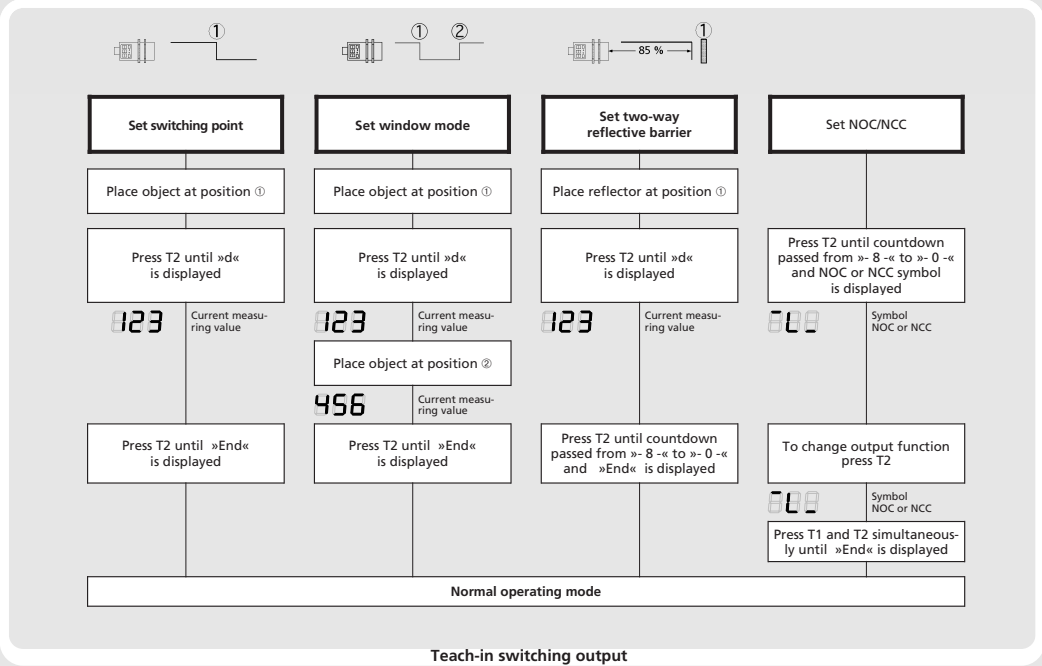 ① ① ② ①
85 %
Set switching point
Place object at position ①
Press T2 until »d«
is displayed
123
Current measu-
ring value
Press T2 until »End«
is displayed
Set window mode
Place object at position ①
Press T2 until »d«
is displayed
123
Current measu-
ring value
Place object at position ②
456
Current measu-
ring value
Press T2 until »End«
is displayed
Set two-way
reflective barrier
Place reflector at position ①
Press T2 until »d«
is displayed
123
Current measu-
ring value
Press T2 until countdown
passed from »- 8 -« to »- 0 -«
and »End« is displayed
Set NOC/NCC
Press T2 until countdown
passed from »- 8 -« to »- 0 -«
and NOC or NCC symbol
is displayed
Symbol
NOC or NCC
To change output function
press T2
Symbol
NOC or NCC
Press T1 and T2 simultaneous-
ly until »End« is displayed
Normal operating mode
Teach-in switching output